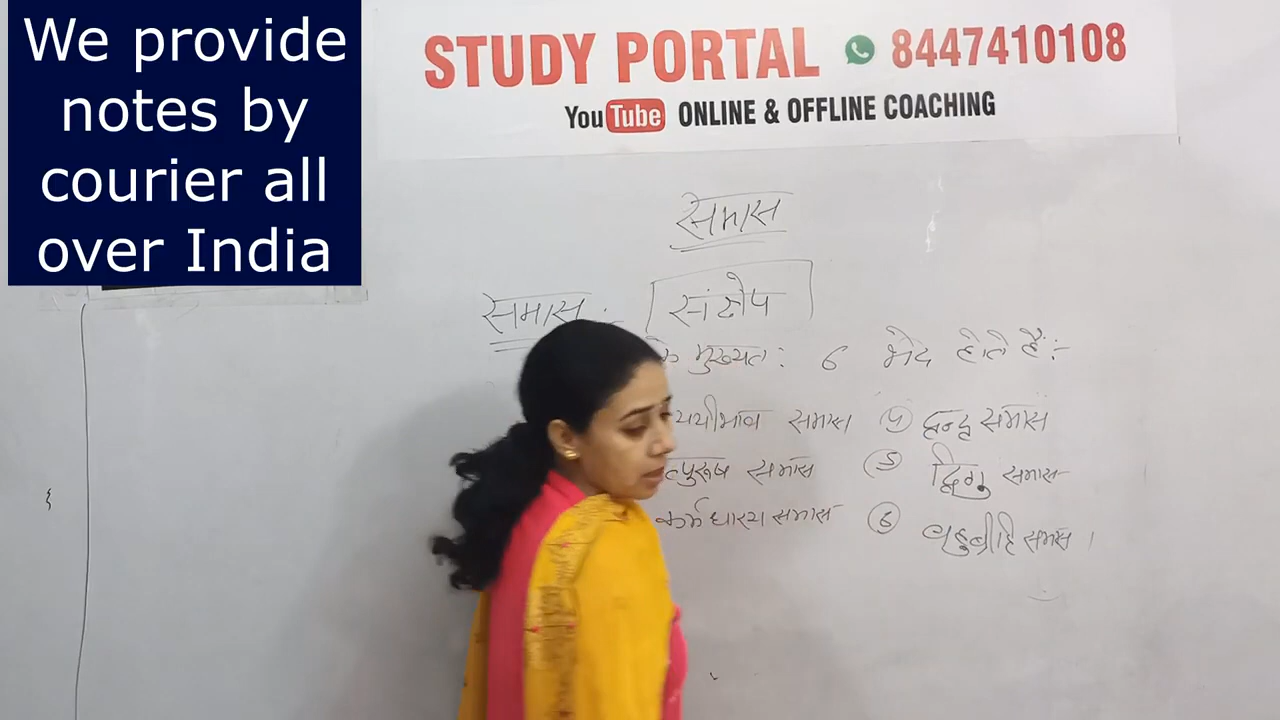 We provide
notes by
courier all
over India
STUDY PORTAL 8447410108
YouTube ONLINE & OFFLINE COACHING
समास
समास :- संक्षेप
के मुख्यत: 6 भेद होते हैं:-
ययीभाव समास ④ द्वन्द्व समास
त्पुरूष समास ⑤ द्विगु समास
कर्मधारय समास ⑥ बहुव्रीहि समास ।